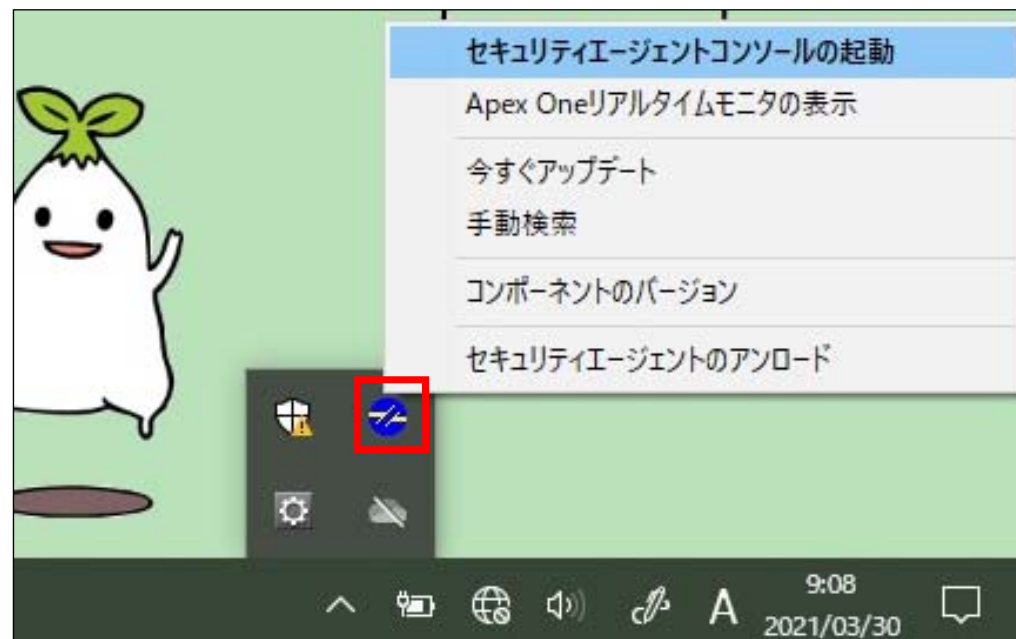 セキュリティエージェントコンソールの起動
Apex Oneリアルタイムモニタの表示
今すぐアップデート
手動検索
コンポーネントのバージョン
セキュリティエージェントのアンロード
A
9:08
2021/03/30